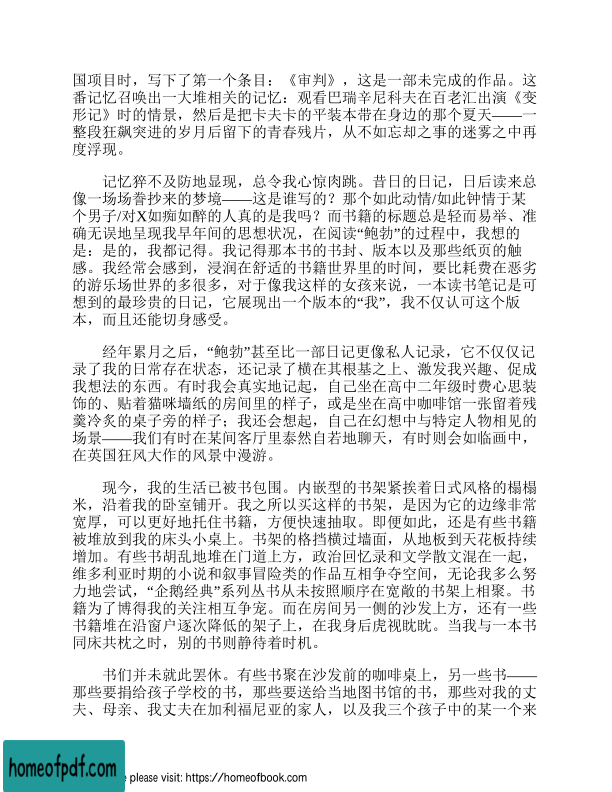 国项目时，写下了第一个条目：《审判》，这是一部未完成的作品。这
番记忆召唤出一大堆相关的记忆：观看巴瑞辛尼科夫在百老汇出演《变
形记》时的情景，然后是把卡夫卡的平装本带在身边的那个夏天——一
整段狂飙突进的岁月后留下的青春残片，从不如忘却之事的迷雾之中再
度浮现。
记忆猝不及防地显现，总令我心惊肉跳。昔日的日记，日后读来总
像一场场誊抄来的梦境——这是谁写的？那个如此动情/如此钟情于某
个男子/对X如痴如醉的人真的是我吗？而书籍的标题总是轻而易举、准
确无误地呈现我早年间的思想状况，在阅读“鲍勃”的过程中，我想的
是：是的，我都记得。我记得那本书的书封、版本以及那些纸页的触
感。我经常会感到，浸润在舒适的书籍世界里的时间，要比耗费在恶劣
的游乐场世界的多很多，对于像我这样的女孩来说，一本读书笔记是可
想到的最珍贵的日记，它展现出一个版本的“我”，我不仅认可这个版
本，而且还能切身感受。
经年累月之后，“鲍勃”甚至比一部日记更像私人记录，它不仅仅记
录了我的日常存在状态，还记录了横在其根基之上、激发我兴趣、促成
我想法的东西。有时我会真实地记起，自己坐在高中二年级时费心思装
饰的、贴着猫咪墙纸的房间里的样子，或是坐在高中咖啡馆一张留着残
羹冷炙的桌子旁的样子；我还会想起，自己在幻想中与特定人物相见的
场景——我们有时在某间客厅里泰然自若地聊天，有时则会如临画中，
在英国狂风大作的风景中漫游。
现今，我的生活已被书包围。内嵌型的书架紧挨着日式风格的榻榻
米，沿着我的卧室铺开。我之所以买这样的书架，是因为它的边缘非常
宽厚，可以更好地托住书籍，方便快速抽取。即便如此，还是有些书籍
被堆放到我的床头小桌上。书架的格挡横过墙面，从地板到天花板持续
增加。有些书胡乱地堆在门道上方，政治回忆录和文学散文混在一起，
维多利亚时期的小说和叙事冒险类的作品互相争夺空间，无论我多么努
力地尝试，“企鹅经典”系列丛书从未按照顺序在宽敞的书架上相聚。书
籍为了博得我的关注相互争宠。而在房间另一侧的沙发上方，还有一些
书籍堆在沿窗户逐次降低的架子上，在我身后虎视眈眈。当我与一本书
同床共枕之时，别的书则静待着时机。
书们并未就此罢休。有些书聚在沙发前的咖啡桌上，另一些书——
那些要捐给孩子学校的书，那些要送给当地图书馆的书，那些对我的丈
夫、母亲、我丈夫在加利福尼亚的家人，以及我三个孩子中的某一个来
homeofpdf.com
e please visit: https://homeofbook.com